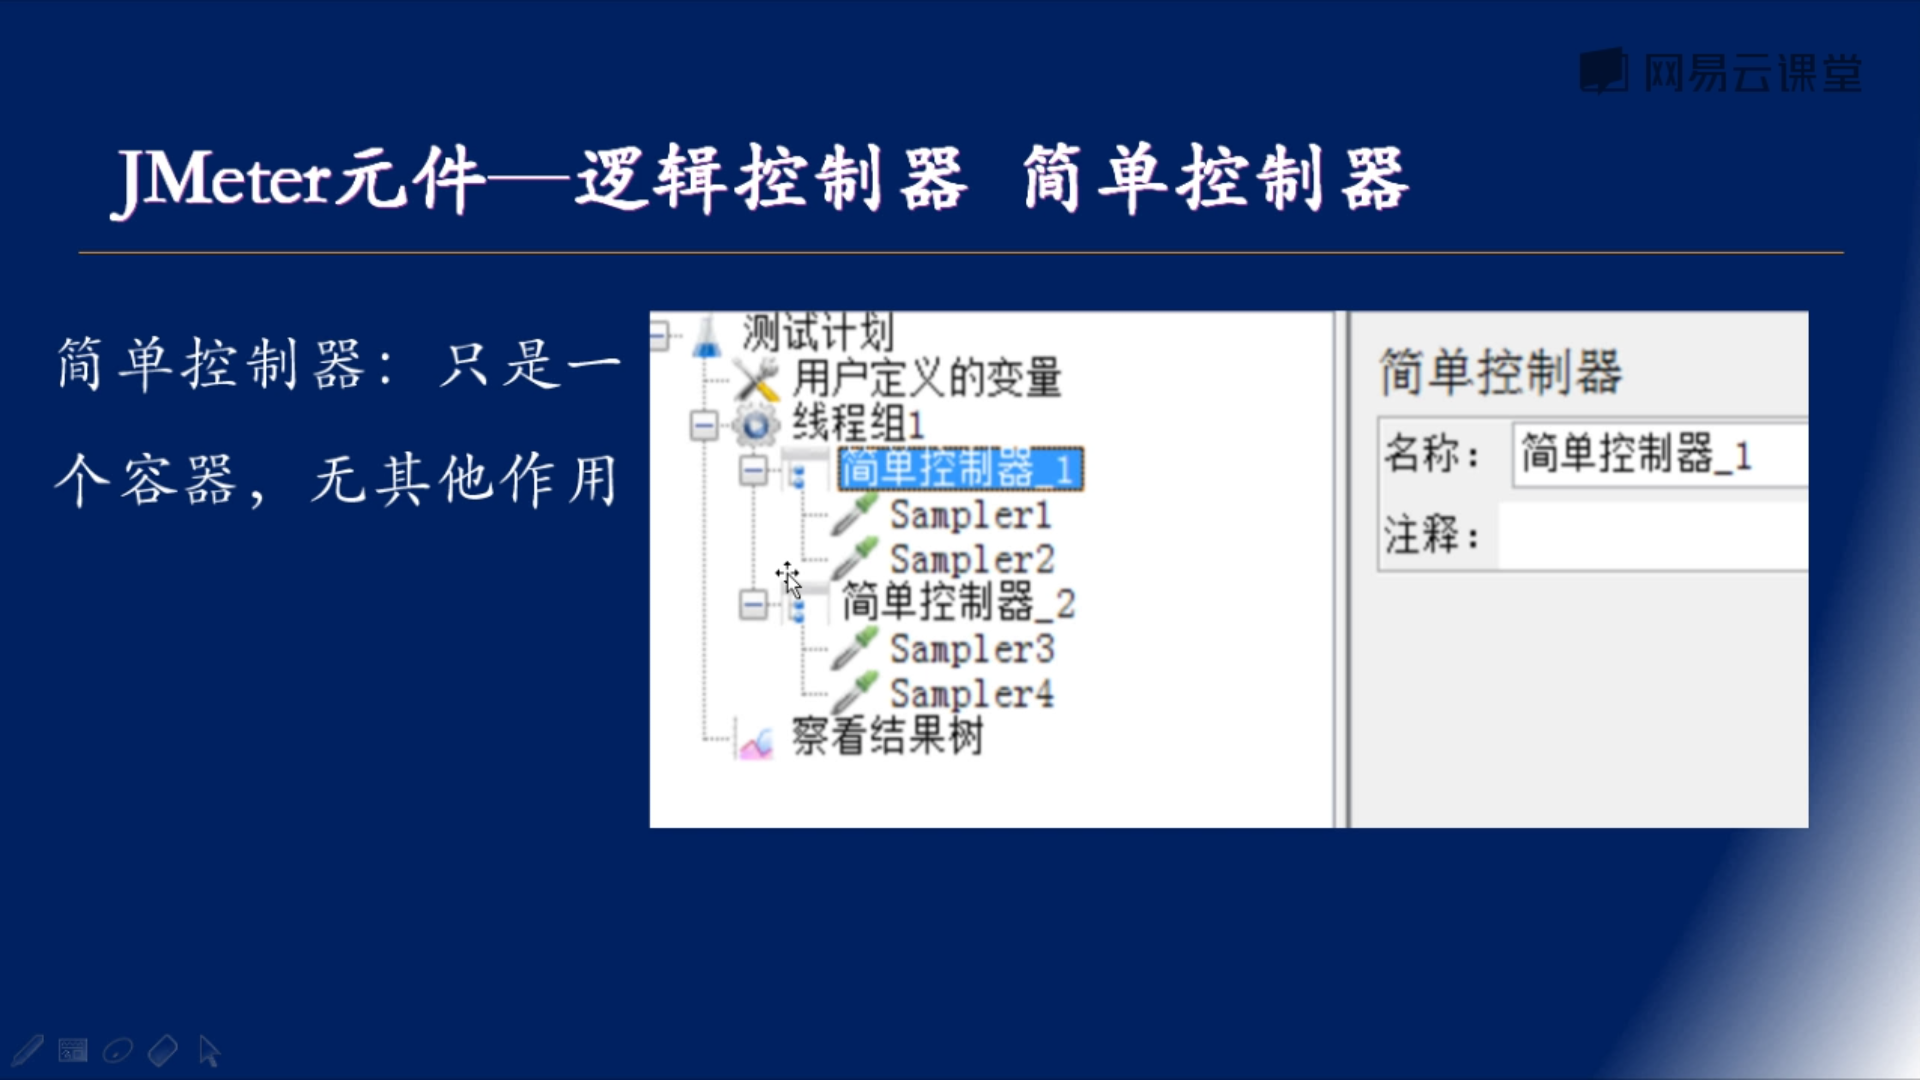 网易云课堂
JMeter元件—逻辑控制器 简单控制器
简单控制器：只是一
个容器，无其他作用
测试计划
用户定义的变量
线程组1
简单控制器_1
Sampler1
Sampler2
简单控制器_2
Sampler3
Sampler4
察看结果树
简单控制器
名称：简单控制器_1
注释：